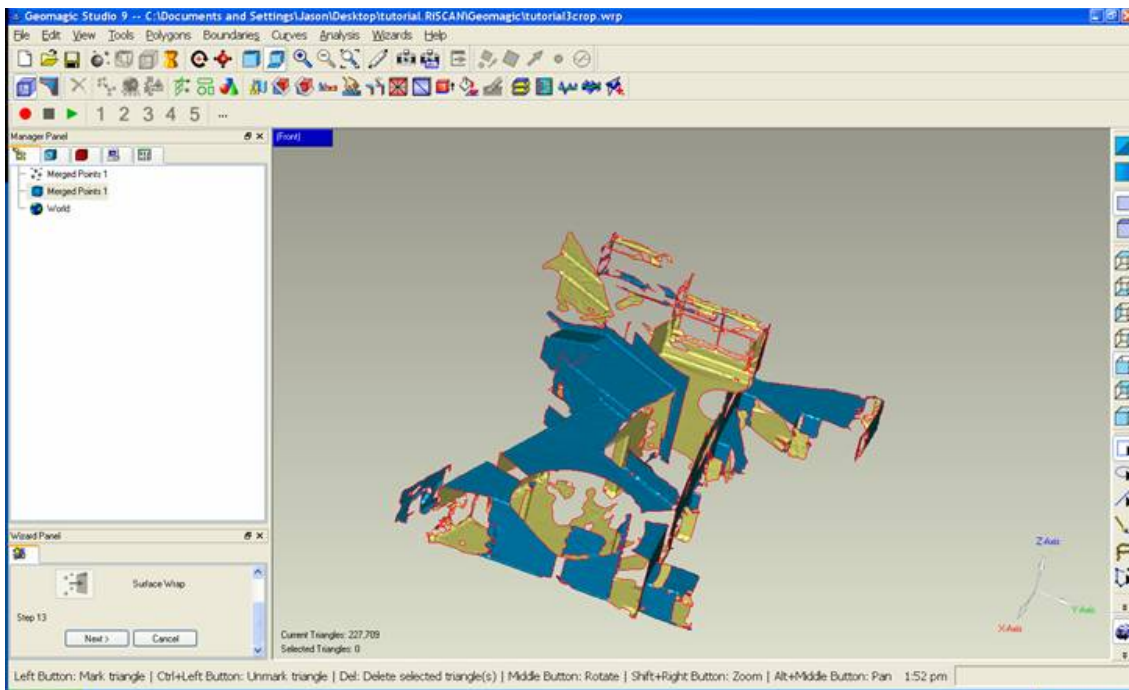 Geomagic Studio 9 -- C:\Documents and Settings\Jason\Desktop\tutorial.RiSCAN\Geomagic\tutorial3crop.wrp
File Edit View Tools Polygons Boundaries Curves Analysis Wizards Help
1 2 3 4 5 ...
Manager Panel
(Front)
Merged Points 1
Merged Points 1
World
Wizard Panel
Surface Wrap
Step 13
Next > Cancel
Z-Axis
Y-Axis
X-Axis
Current Triangles: 227,709
Selected Triangles: 0
Left Button: Mark triangle | Ctrl+Left Button: Unmark triangle | Del: Delete selected triangle(s) | Middle Button: Rotate | Shift+Right Button: Zoom | Alt+Middle Button: Pan 1:52 pm